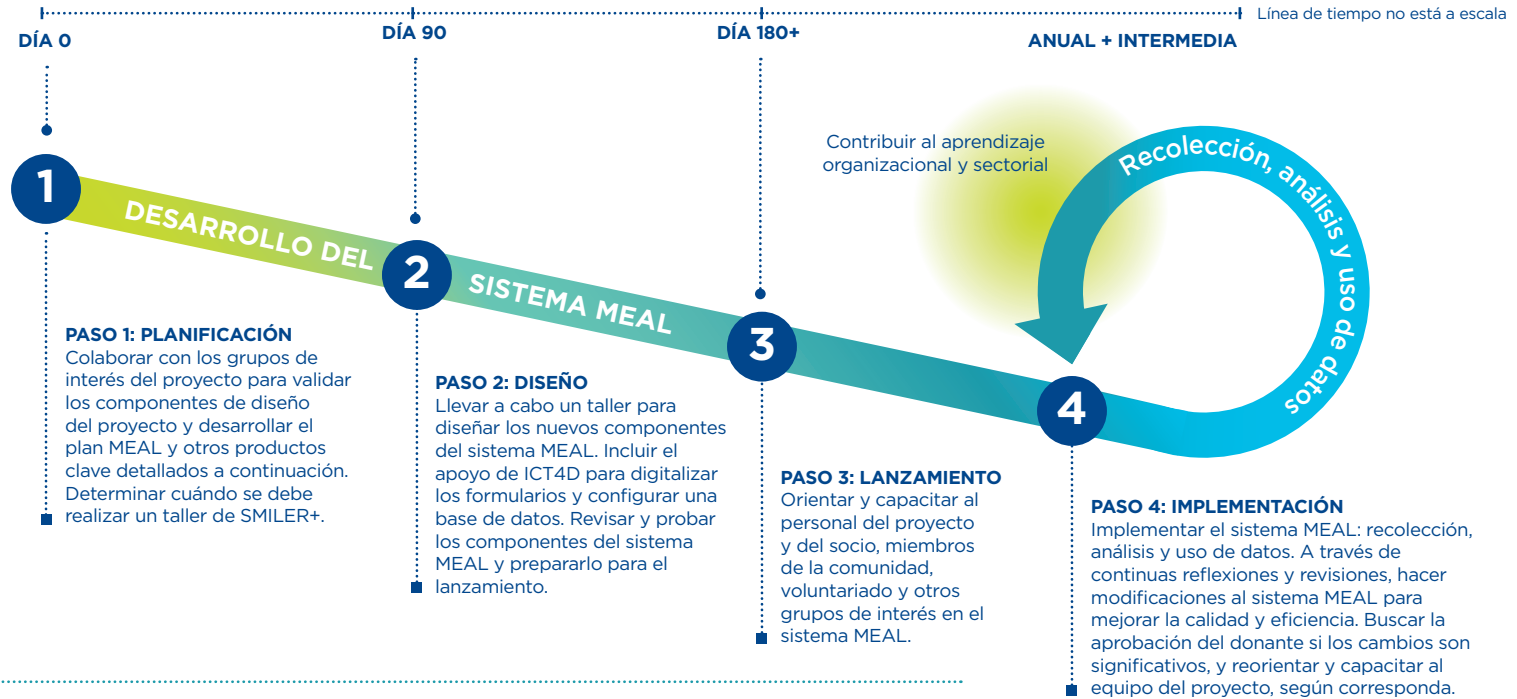 Línea de tiempo no está a escala
DÍA 0
DÍA 90
DÍA 180+
ANUAL + INTERMEDIA
Contribuir al aprendizaje
organizacional y sectorial
Recolección, análisis y uso de datos
1
DESARROLLO DEL
2
SISTEMA MEAL
3
4
PASO 1: PLANIFICACIÓN
Colaborar con los grupos de
interés del proyecto para validar
los componentes de diseño
del proyecto y desarrollar el
plan MEAL y otros productos
clave detallados a continuación.
Determinar cuándo se debe
realizar un taller de SMILER+.
PASO 2: DISEÑO
Llevar a cabo un taller para
diseñar los nuevos componentes
del sistema MEAL. Incluir el
apoyo de ICT4D para digitalizar
los formularios y configurar una
base de datos. Revisar y probar
los componentes del sistema
MEAL y prepararlo para el
lanzamiento.
PASO 3: LANZAMIENTO
Orientar y capacitar al
personal del proyecto
y del socio, miembros
de la comunidad,
voluntariado y otros
grupos de interés en el
sistema MEAL.
PASO 4: IMPLEMENTACIÓN
Implementar el sistema MEAL: recolección,
análisis y uso de datos. A través de
continuas reflexiones y revisiones, hacer
modificaciones al sistema MEAL para
mejorar la calidad y eficiencia. Buscar la
aprobación del donante si los cambios son
significativos, y reorientar y capacitar al
equipo del proyecto, según corresponda.